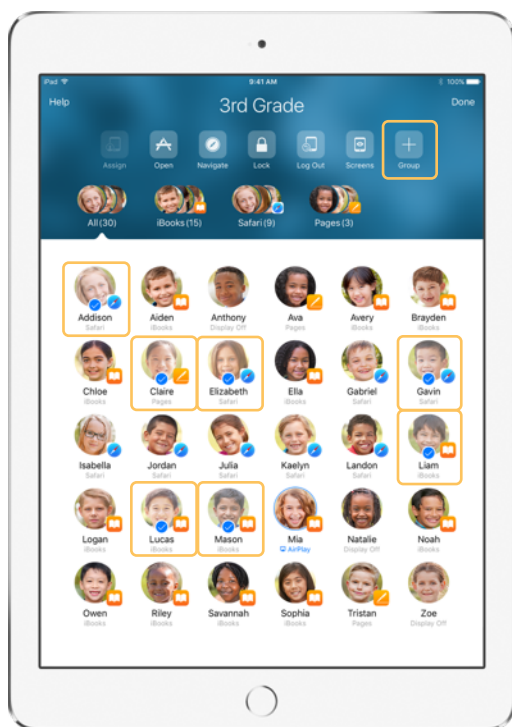 iPad 9:41 AM 100%
Help 3rd Grade Done
Assign Open Navigate Lock Log Out Screens Group
All (30) iBooks (15) Safari (9) Pages (3)
Addison Aiden Anthony Ava Avery Brayden
Safari iBooks Display Off Pages iBooks iBooks
Chloe Claire Elizabeth Ella Gabriel Gavin
iBooks Pages Safari iBooks Safari Safari
Isabella Jordan Julia Kaelyn Landon Liam
Safari Safari Safari Safari Safari iBooks
Logan Lucas Mason Mia Natalie Noah
iBooks iBooks iBooks AirPlay Display Off iBooks
Owen Riley Savannah Sophia Tristan Zoe
iBooks iBooks iBooks iBooks Pages Display Off